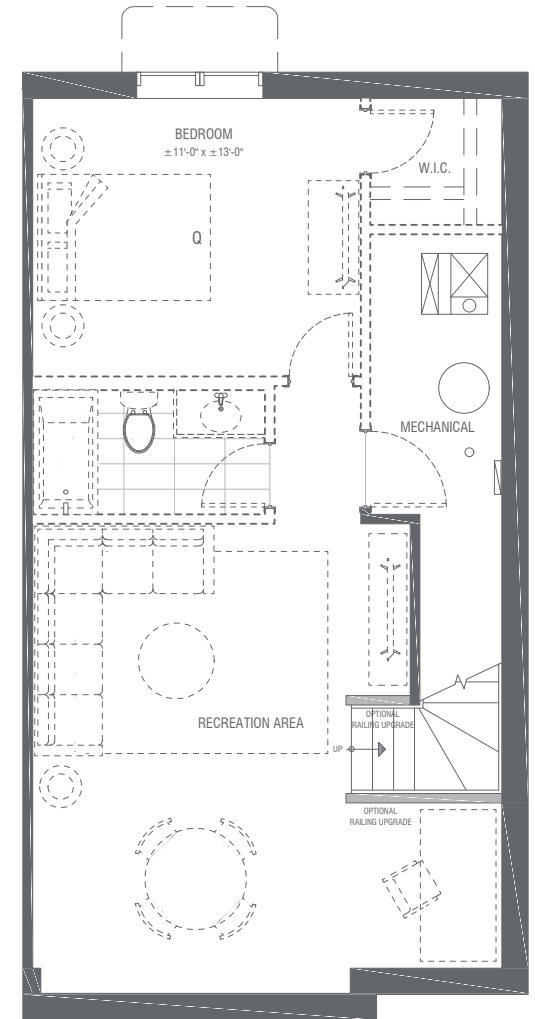 BEDROOM
±11'-0" x ±13'-0"
W.I.C.
Q
MECHANICAL
RECREATION AREA
OPTIONAL
RAILING UPGRADE
UP
OPTIONAL
RAILING UPGRADE